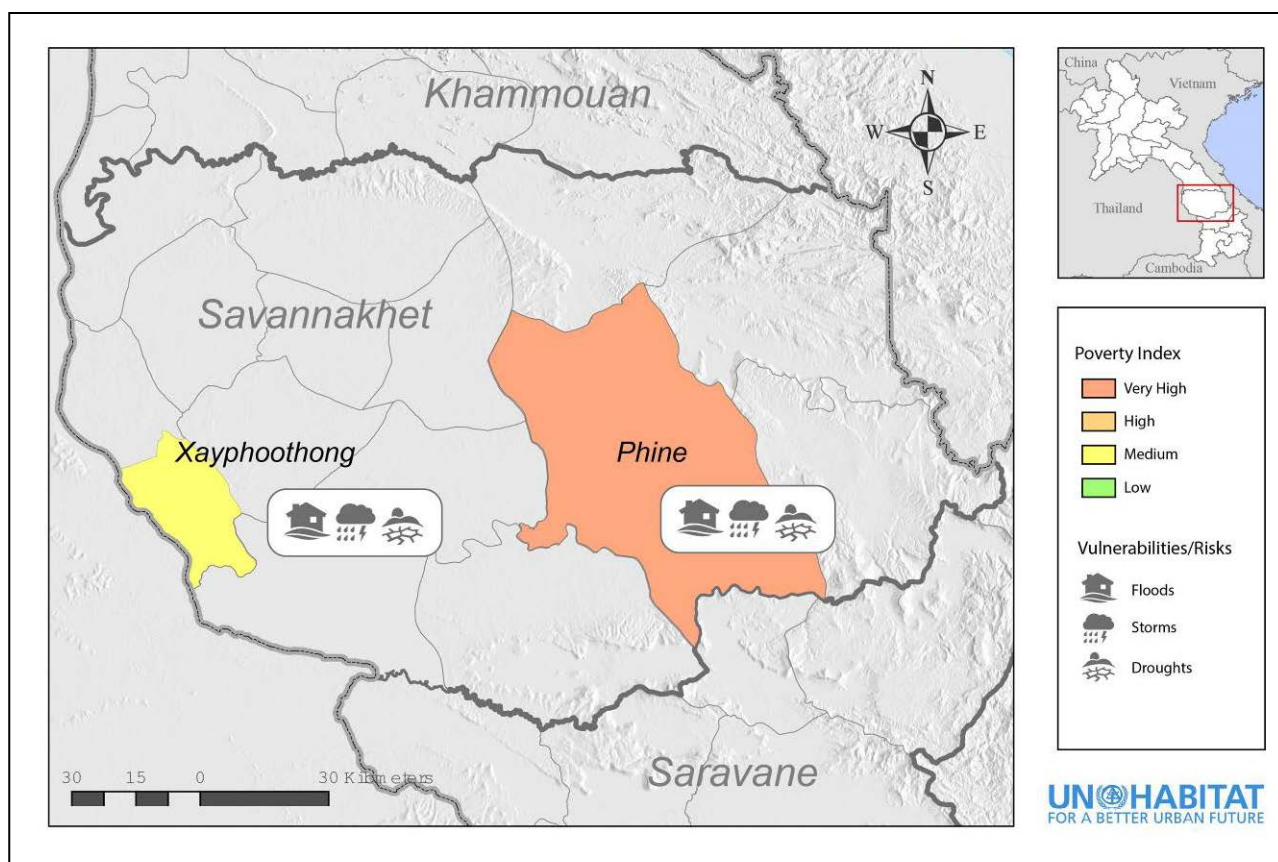 Khammouan
N
W E
S
Savannakhet
Xayphoothong
Phine
Saravane
30 15 0 30 Kilometers
China
Vietnam
Thailand
Cambodia
Poverty Index
Very High
High
Medium
Low
Vulnerabilities/Risks
Floods
Storms
Droughts
UN HABITAT
FOR A BETTER URBAN FUTURE